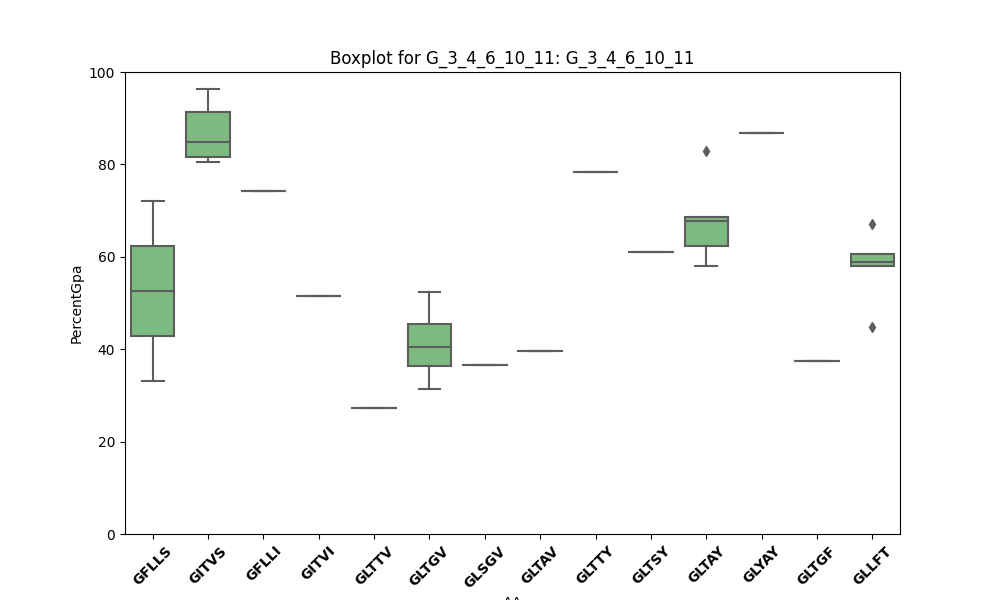 Boxplot for G_3_4_6_10_11: G_3_4_6_10_11
100
80
60
40
20
0
PercentGpa
GFLLS GITVS GFLLI GITVI GLTTV GLTGV GLSGV GLTAV GLTTY GLTSY GLTAY GLYAY GLTGF GLLFT
AA